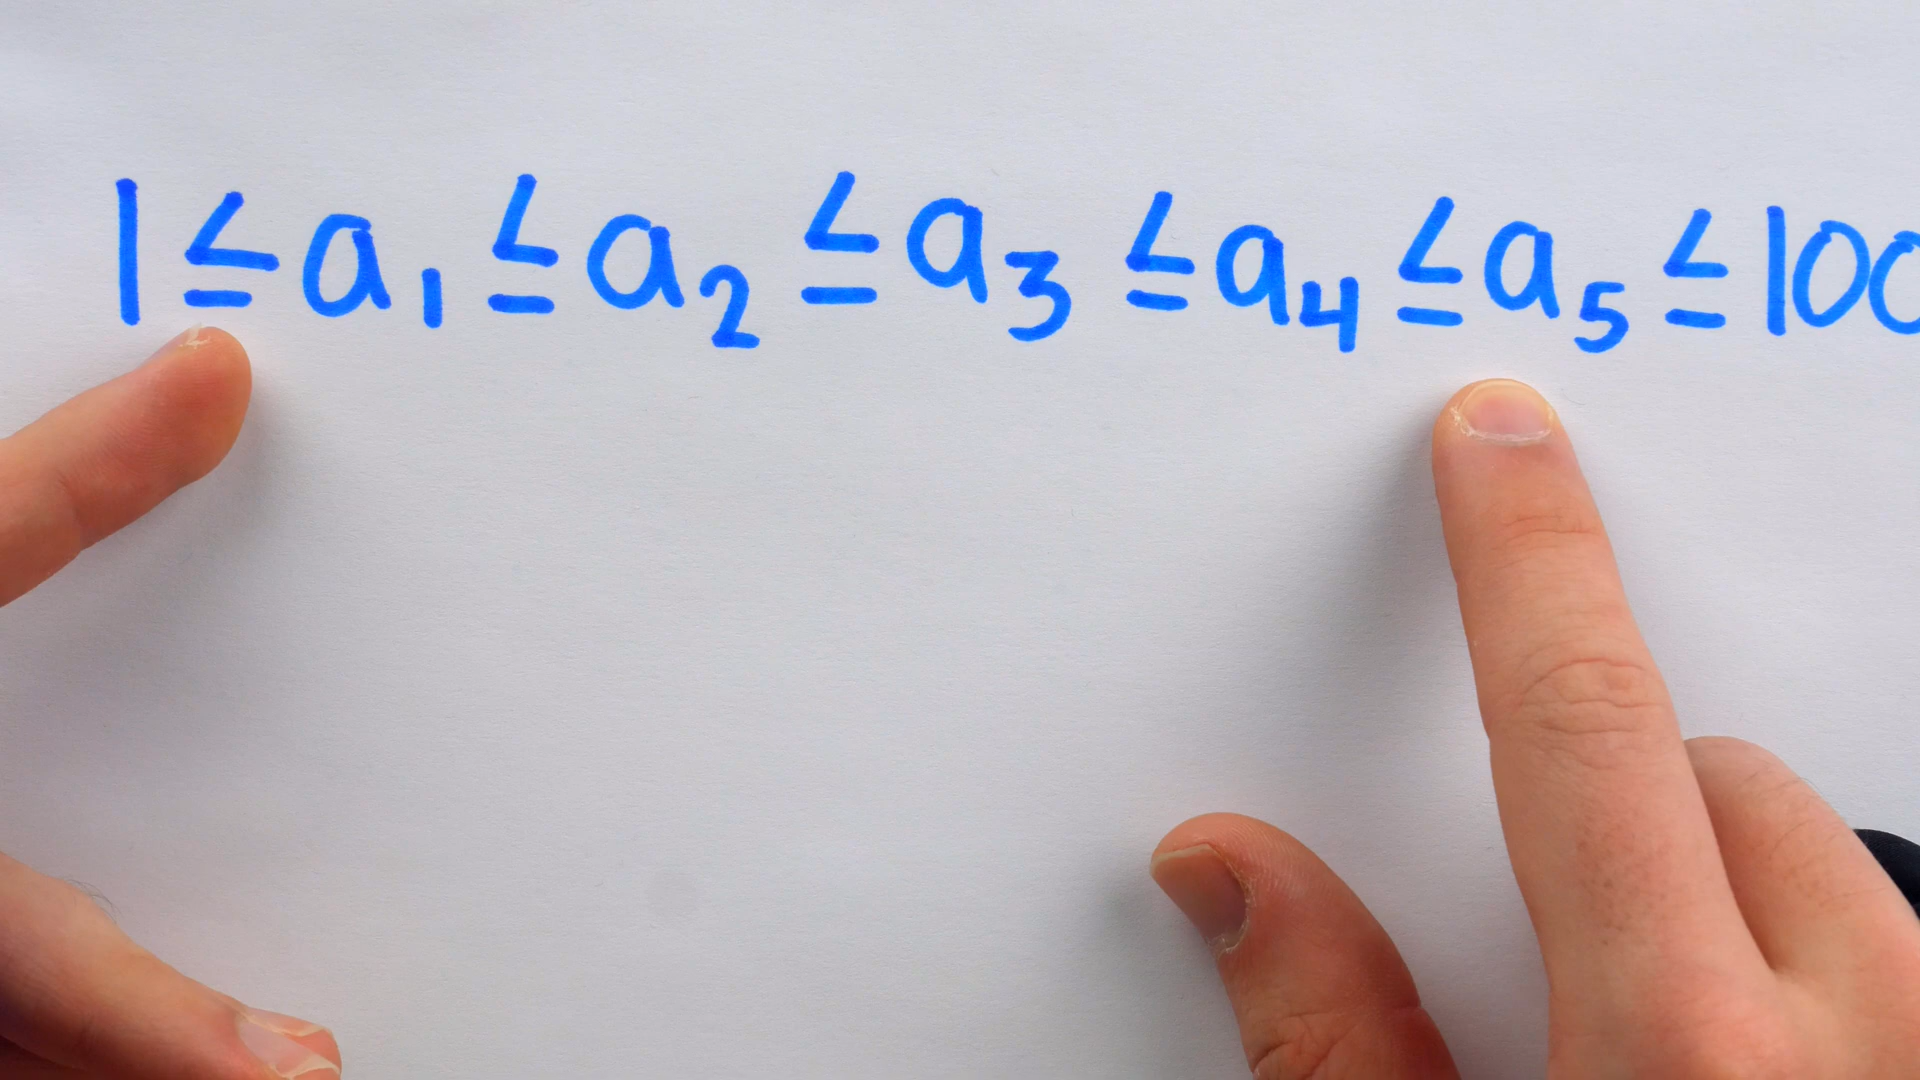 1 ≤ a₁ ≤ a₂ ≤ a₃ ≤ a₄ ≤ a₅ ≤ 100